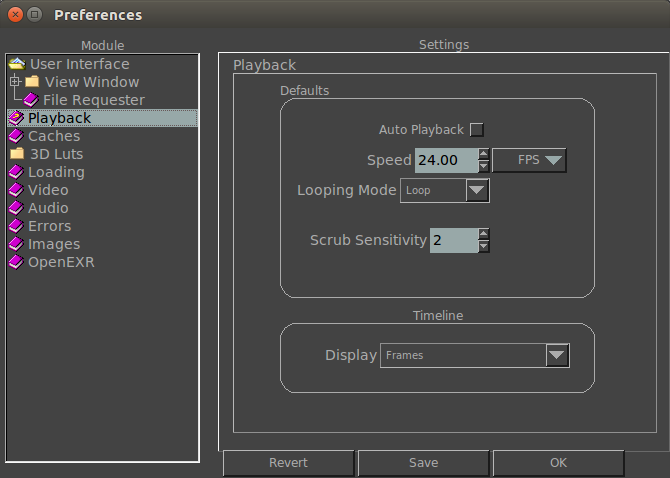 Preferences
Module
User Interface
View Window
File Requester
Playback
Caches
3D Luts
Loading
Video
Audio
Errors
Images
OpenEXR
Settings
Playback
Defaults
Auto Playback
Speed 24.00 FPS
Looping Mode Loop
Scrub Sensitivity 2
Timeline
Display Frames
Revert Save OK